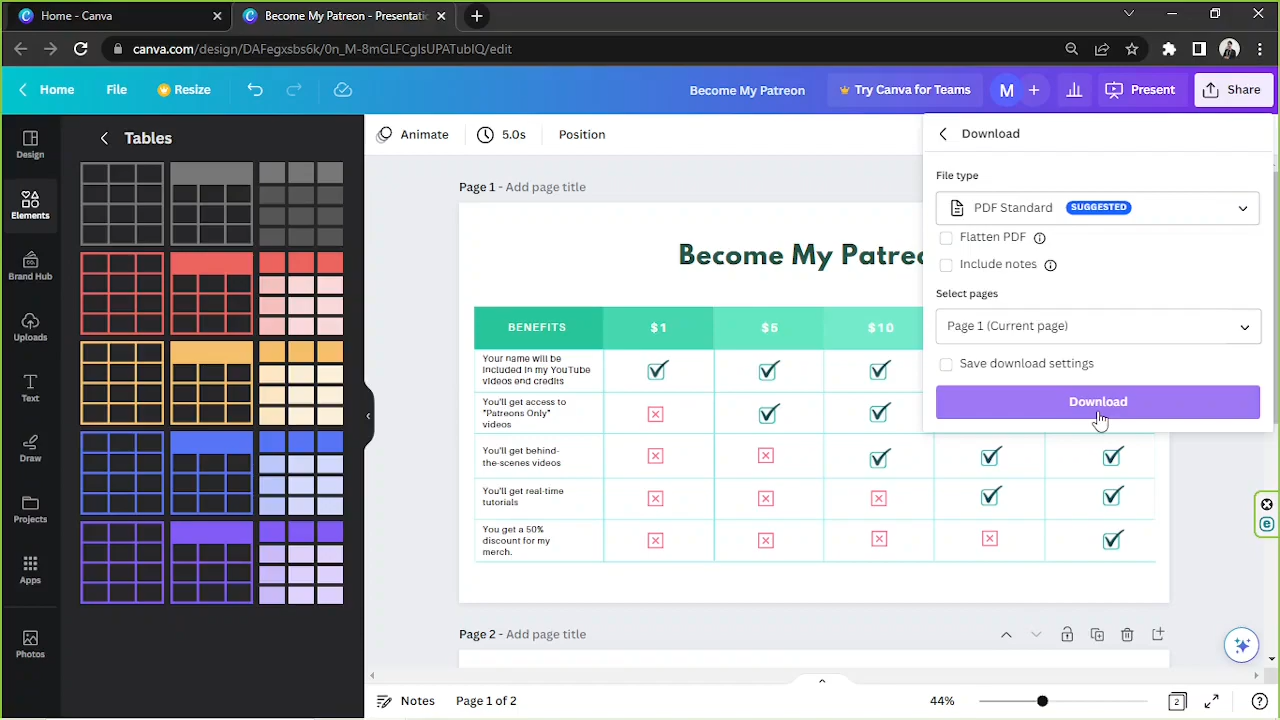 Home - Canva
Become My Patreon - Presentatic
canva.com/design/DAFegxsbs6k/0n_M-8mGLFCgIsUPATubIQ/edit
Home
File
Resize
Become My Patreon
Try Canva for Teams
M
Present
Share
Design
Elements
Brand Hub
Uploads
Text
Draw
Projects
Apps
Photos
Tables
Animate
5.0s
Position
Page 1 - Add page title
Become My Patreo
BENEFITS
$1
$5
$10
Your name will be
included in my YouTube
videos end credits
You'll get access to
"Patreons Only"
videos
You'll get behind-
the-scenes videos
You'll get real-time
tutorials
You get a 50%
discount for my
merch.
Page 2 - Add page title
Download
File type
PDF Standard
SUGGESTED
Flatten PDF
Include notes
Select pages
Page 1 (Current page)
Save download settings
Download
Notes
Page 1 of 2
44%
2